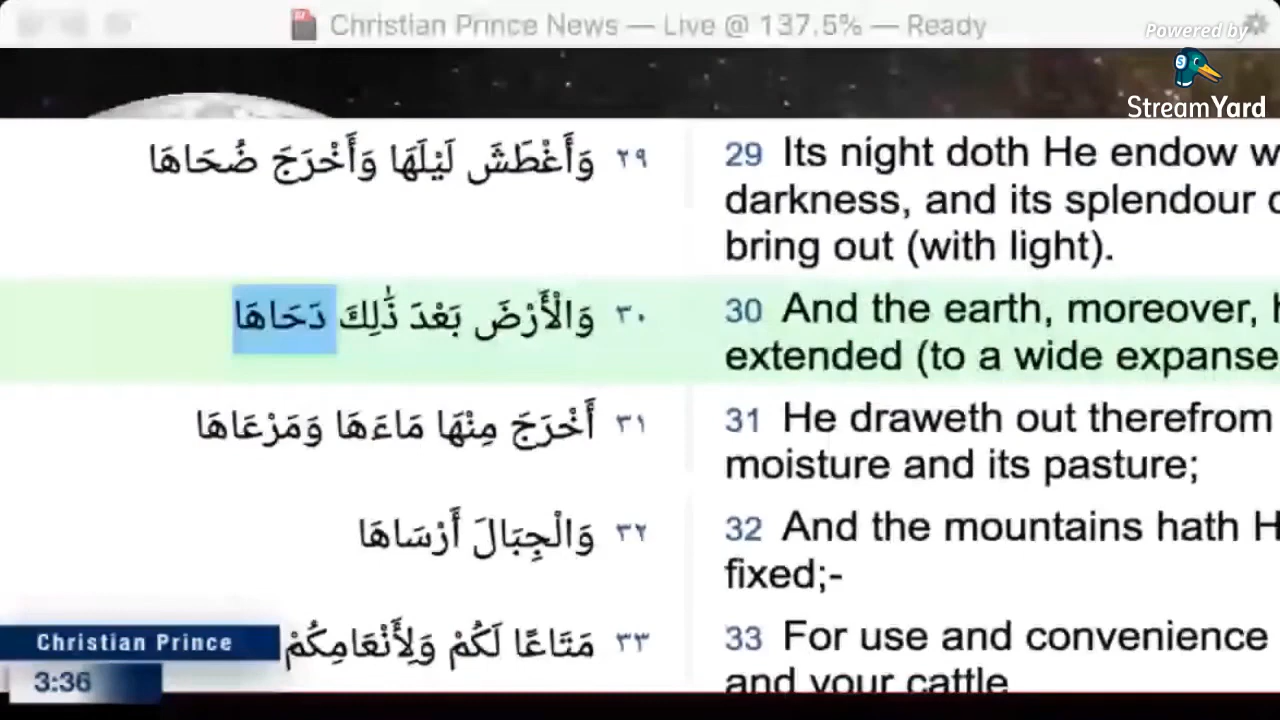 Christian Prince News — Live @ 137.5% — Ready
Powered by
StreamYard
٢٩ وَأَغْطَشَ لَيْلَهَا وَأَخْرَجَ ضُحَاهَا
29 Its night doth He endow
darkness, and its splendour
bring out (with light).
٣٠ وَالْأَرْضَ بَعْدَ ذَٰلِكَ دَحَاهَا
30 And the earth, moreover,
extended (to a wide expanse
٣١ أَخْرَجَ مِنْهَا مَاءَهَا وَمَرْعَاهَا
31 He draweth out therefrom
moisture and its pasture;
٣٢ وَالْجِبَالَ أَرْسَاهَا
32 And the mountains hath
fixed;-
٣٣ مَتَاعًا لَكُمْ وَلِأَنْعَامِكُمْ
33 For use and convenience
and your cattle
Christian Prince
3:36